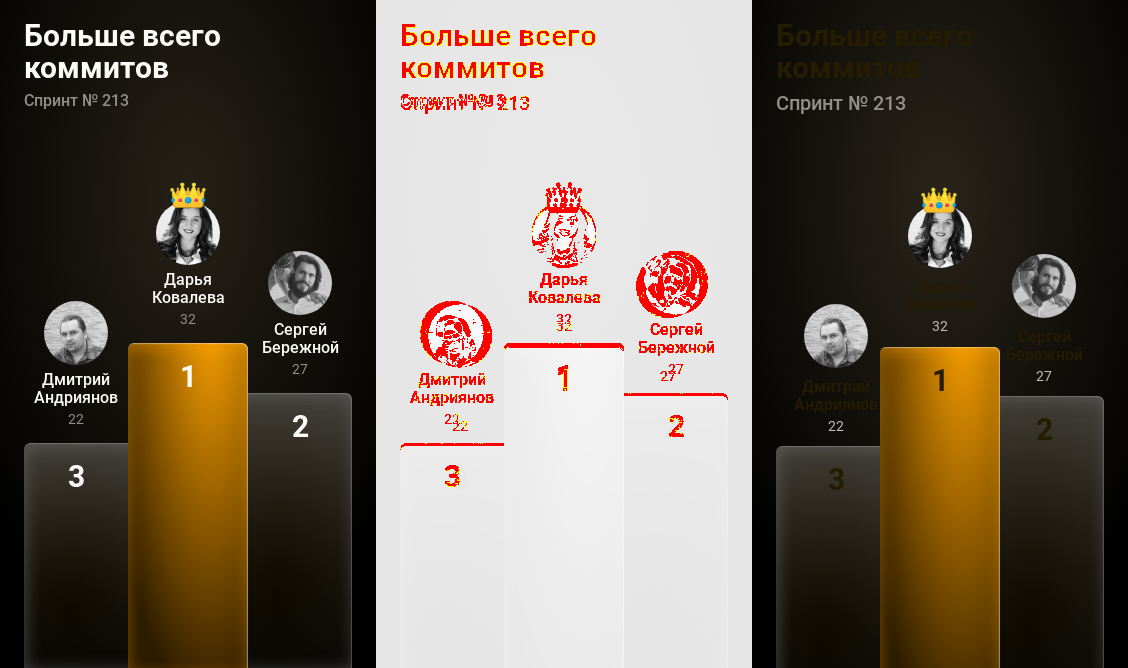 Больше всего
коммитов
Спринт № 213
Дарья
Ковалева
32
Сергей
Бережной
27
Дмитрий
Андриянов
22
1
2
3
Больше всего
коммитов
Спринт № 213
Дарья
Ковалева
32
Сергей
Бережной
27
Дмитрий
Андриянов
22
1
2
3
Больше всего
коммитов
Спринт № 213
Дарья
Ковалева
32
Сергей
Бережной
27
Дмитрий
Андриянов
22
1
2
3